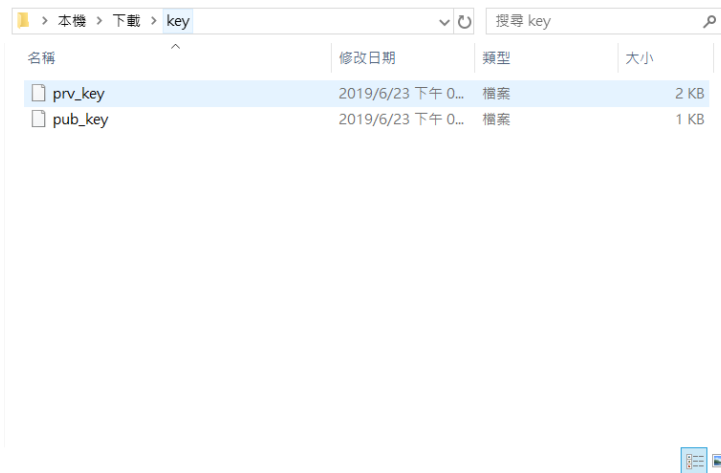 本機 > 下載 > key
搜尋 key
名稱 修改日期 類型 大小
prv_key 2019/6/23 下午 0... 檔案 2 KB
pub_key 2019/6/23 下午 0... 檔案 1 KB